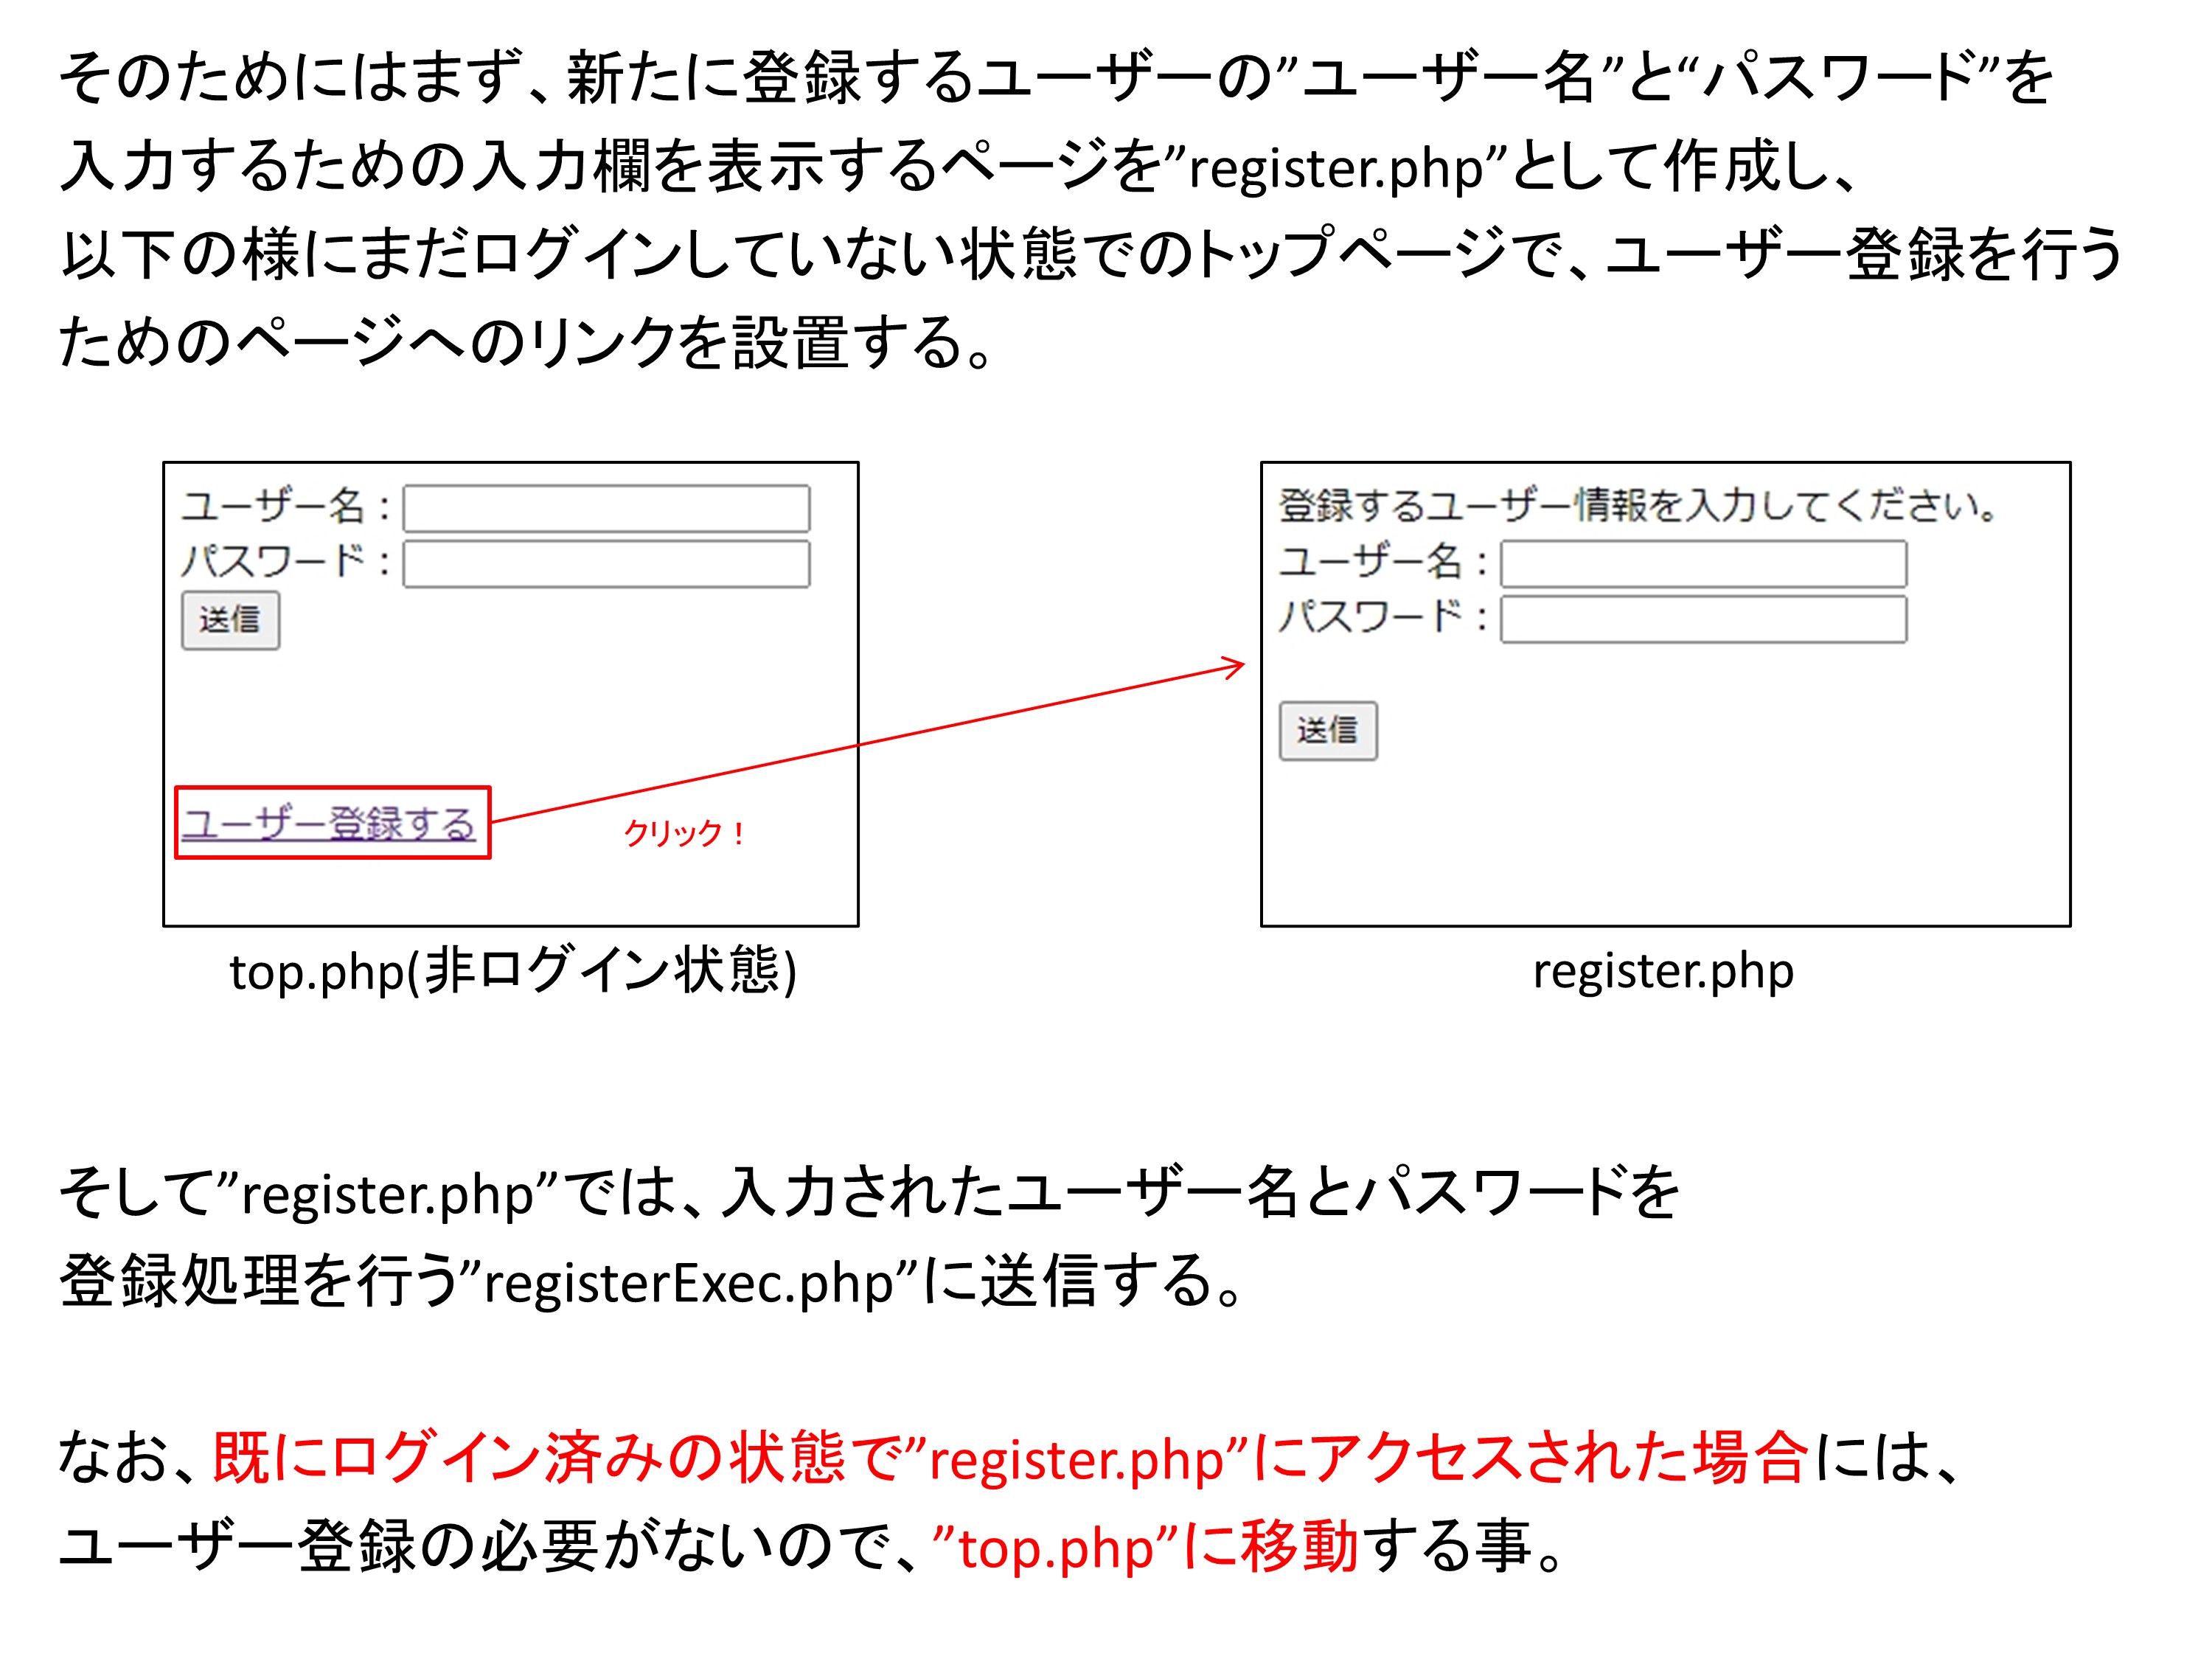 そのためにはまず、新たに登録するユーザーの”ユーザー名”と“パスワード”を
入力するための入力欄を表示するページを”register.php”として作成し、
以下の様にまだログインしていない状態でのトップページで、ユーザー登録を行う
ためのページへのリンクを設置する。
ユーザー名：
パスワード：
送信
ユーザー登録する
クリック！
top.php(非ログイン状態)
登録するユーザー情報を入力してください。
ユーザー名：
パスワード：
送信
register.php
そして”register.php”では、入力されたユーザー名とパスワードを
登録処理を行う”registerExec.php”に送信する。
なお、既にログイン済みの状態で”register.php”にアクセスされた場合には、
ユーザー登録の必要がないので、”top.php”に移動する事。